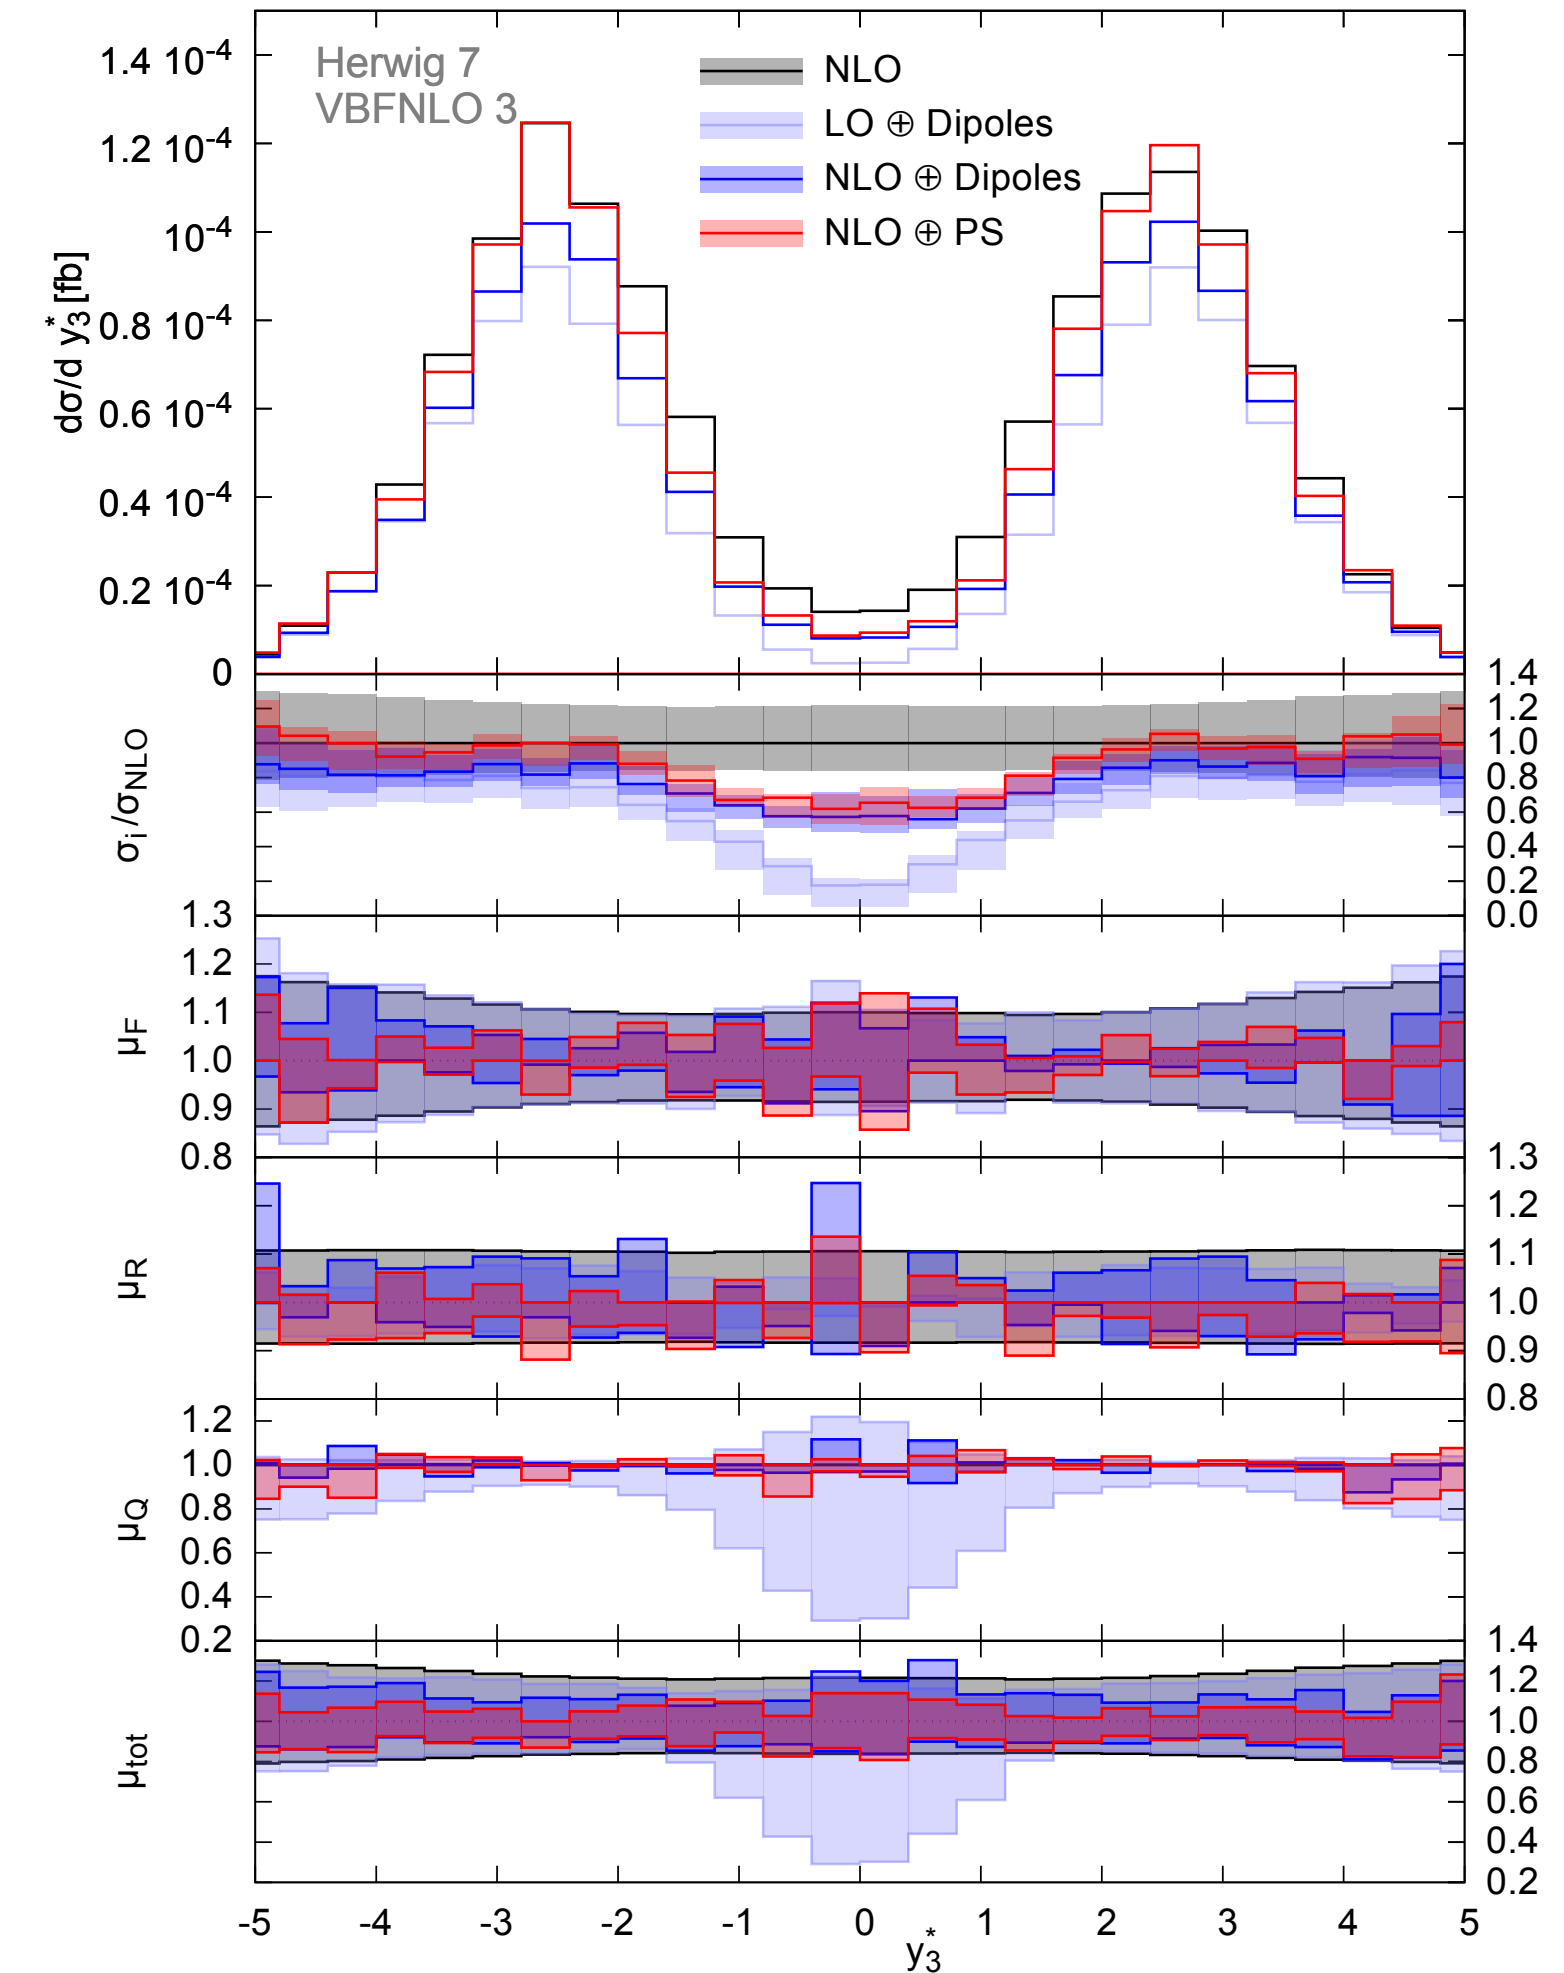 Herwig 7
VBFNLO 3
NLO
LO ⊕ Dipoles
NLO ⊕ Dipoles
NLO ⊕ PS
dσ/d y*3 [fb]
1.4 10-4
1.2 10-4
10-4
0.8 10-4
0.6 10-4
0.4 10-4
0.2 10-4
0
σi /σNLO
1.4
1.2
1.0
0.8
0.6
0.4
0.2
0.0
μF
1.3
1.2
1.1
1.0
0.9
0.8
μR
1.3
1.2
1.1
1.0
0.9
0.8
μQ
1.2
1.0
0.8
0.6
0.4
0.2
μtot
1.4
1.2
1.0
0.8
0.6
0.4
0.2
-5 -4 -3 -2 -1 0 1 2 3 4 5
y*3